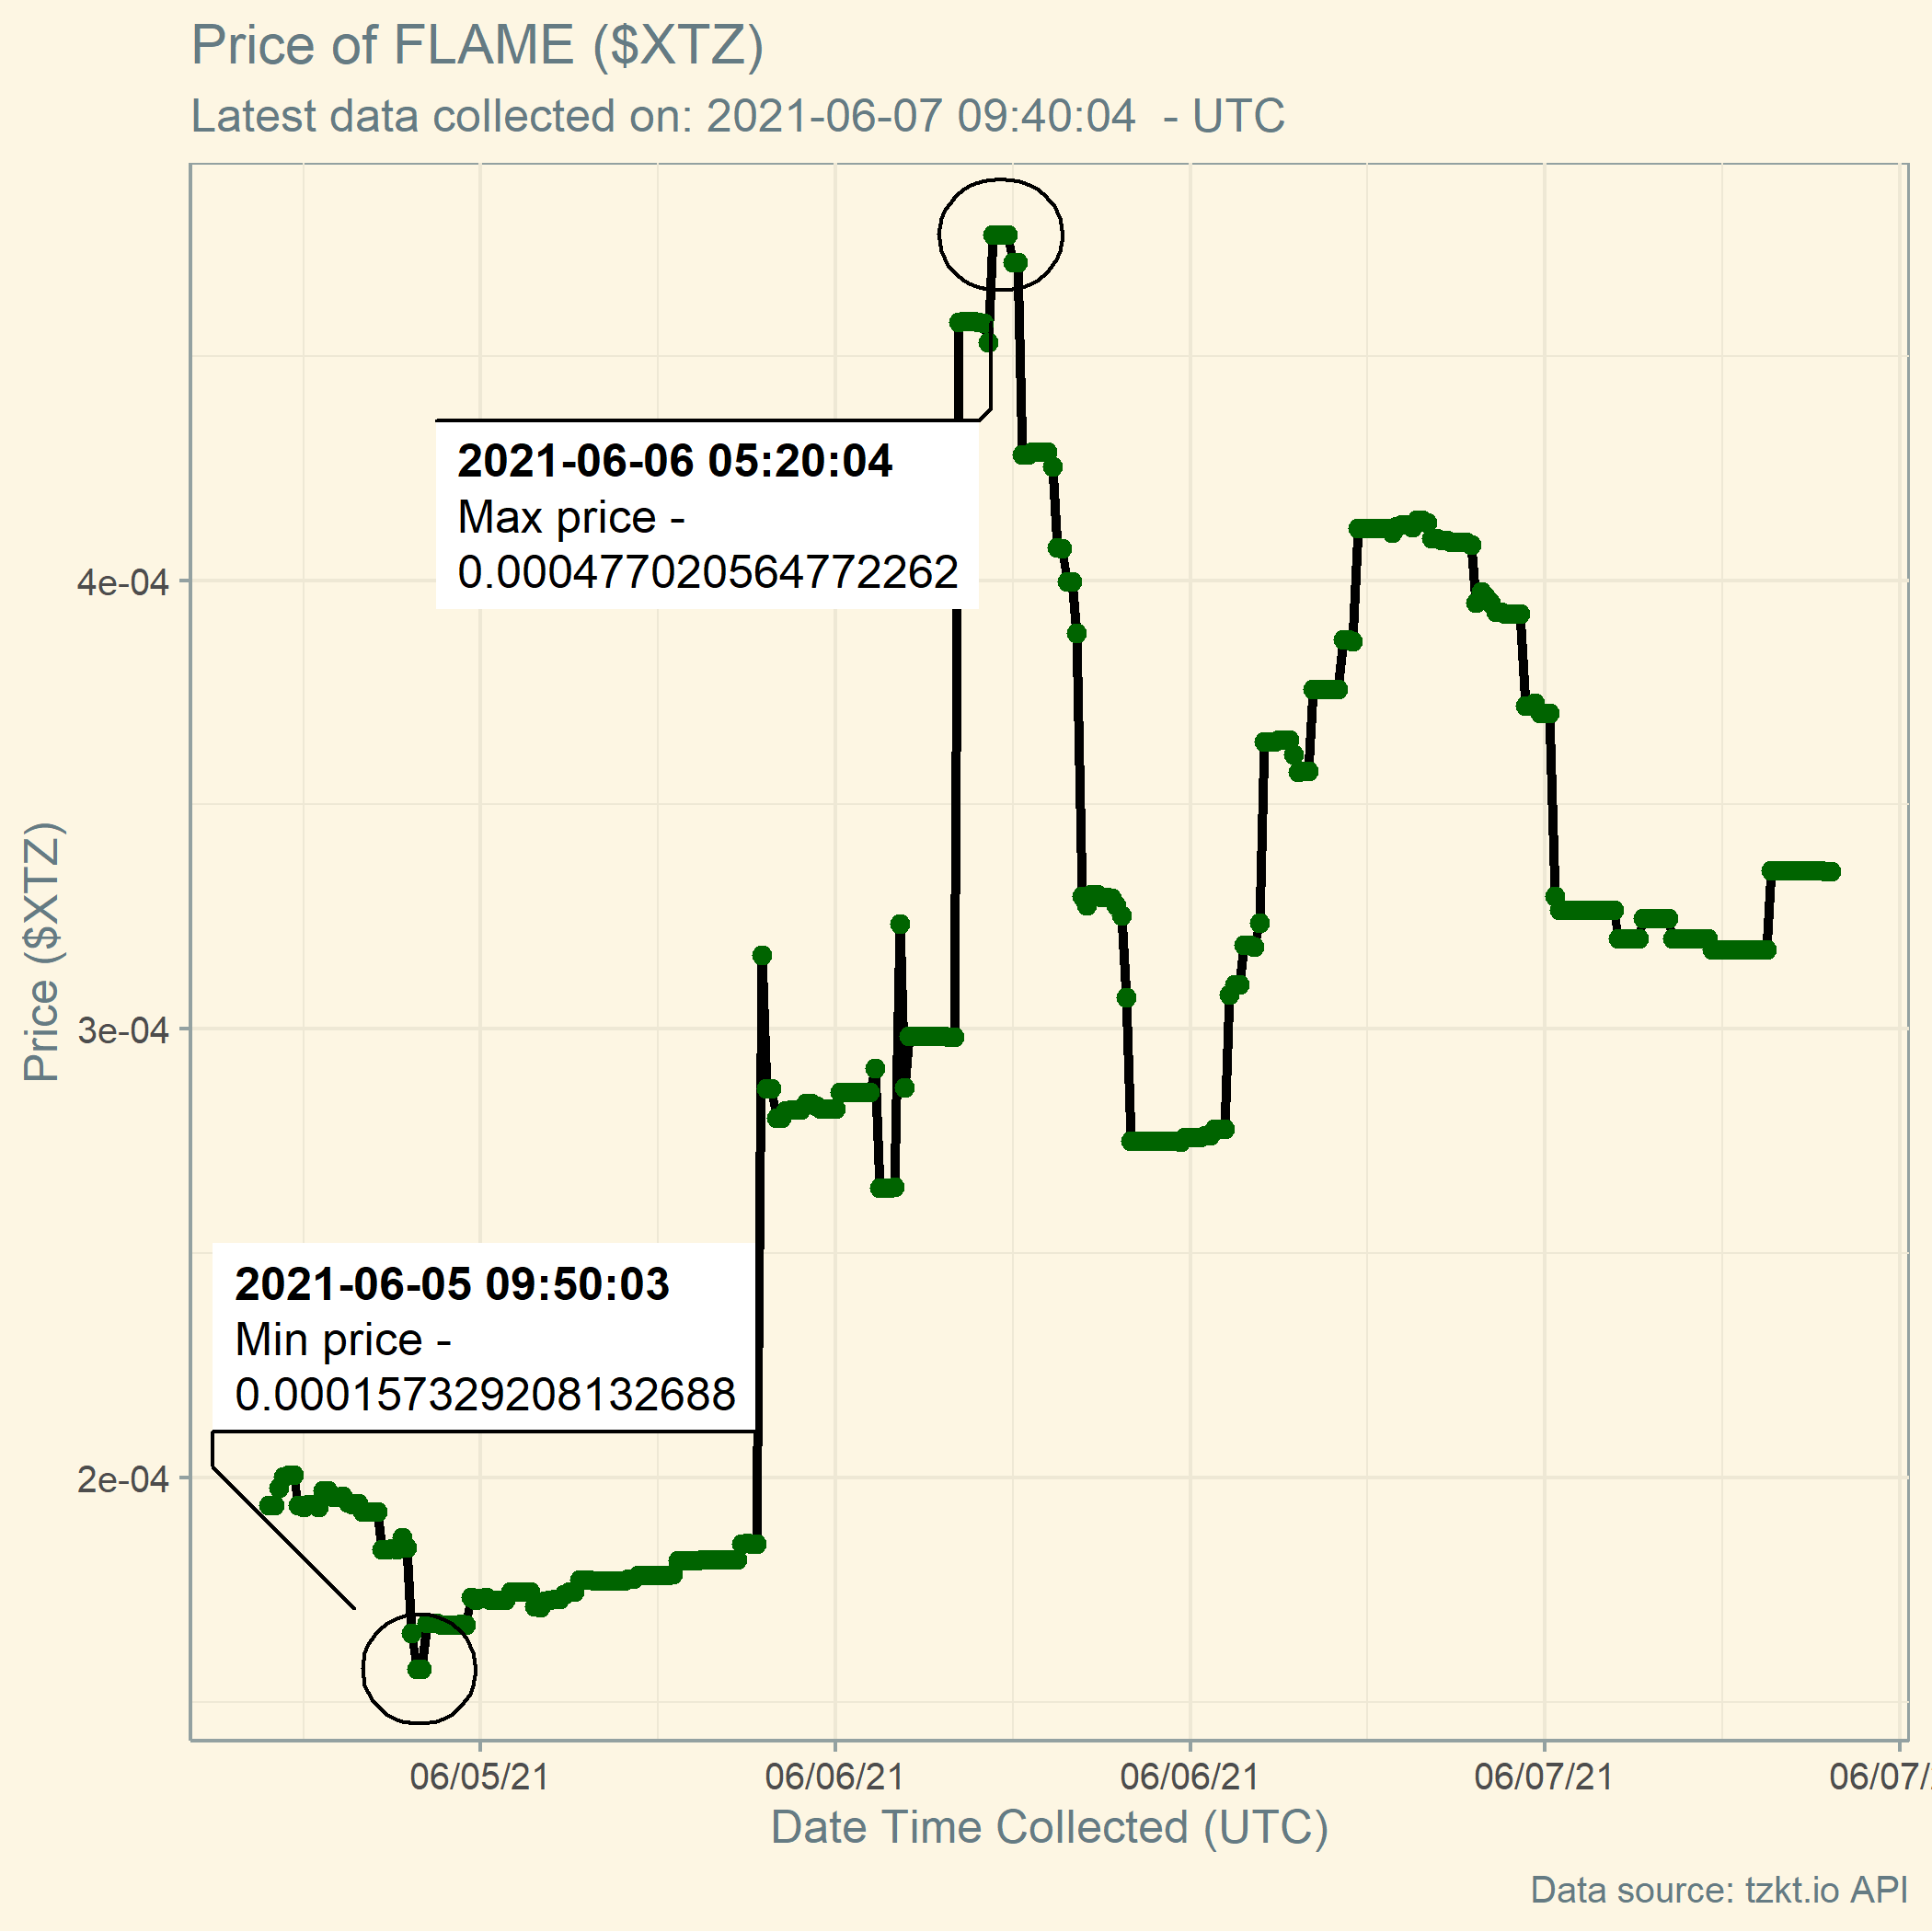 Price of FLAME ($XTZ)
Latest data collected on: 2021-06-07 09:40:04  - UTC
2021-06-06 05:20:04
Max price -
0.000477020564772262
4e-04
3e-04
2021-06-05 09:50:03
Min price -
0.000157329208132688
2e-04
Price ($XTZ)
06/05/21 06/06/21 06/06/21 06/07/21 06/07/
Date Time Collected (UTC)
Data source: tzkt.io API